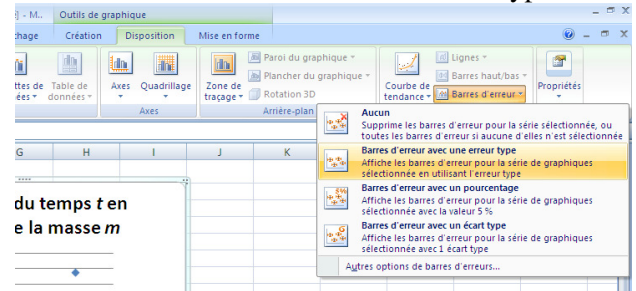 - M..
Outils de graphique
Création
Disposition
Mise en forme
Table de données
Axes
Quadrillage
Axes
Zone de traçage
Paroi du graphique
Plancher du graphique
Rotation 3D
Arrière-plan
Courbe de tendance
Lignes
Barres haut/bas
Barres d'erreur
Propriétés
Aucun
Supprime les barres d'erreur pour la série sélectionnée, ou
toutes les barres d'erreur si aucune d'elles n'est sélectionnée
Barres d'erreur avec une erreur type
Affiche les barres d'erreur pour la série de graphiques
sélectionnée en utilisant l'erreur type
Barres d'erreur avec un pourcentage
Affiche les barres d'erreur pour la série de graphiques
sélectionnée avec la valeur 5 %
Barres d'erreur avec un écart type
Affiche les barres d'erreur pour la série de graphiques
sélectionnée avec 1 écart type
Autres options de barres d'erreurs...
G H I J K
du temps t en
e la masse m